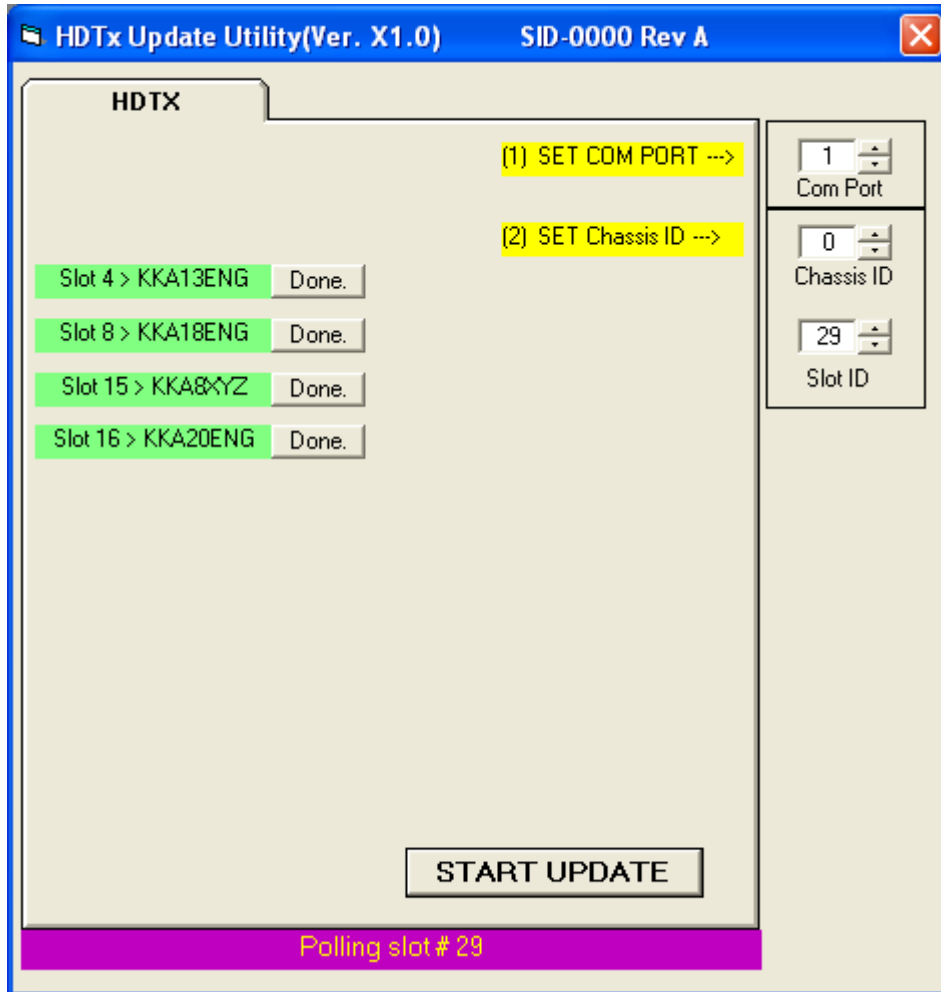 HDTx Update Utility(Ver. X1.0) SID-0000 Rev A
HDTX
(1) SET COM PORT --->
1
Com Port
(2) SET Chassis ID --->
0
Chassis ID
Slot 4 > KKA13ENG Done.
Slot 8 > KKA18ENG Done.
29
Slot ID
Slot 15 > KKA8XYZ Done.
Slot 16 > KKA20ENG Done.
START UPDATE
Polling slot # 29